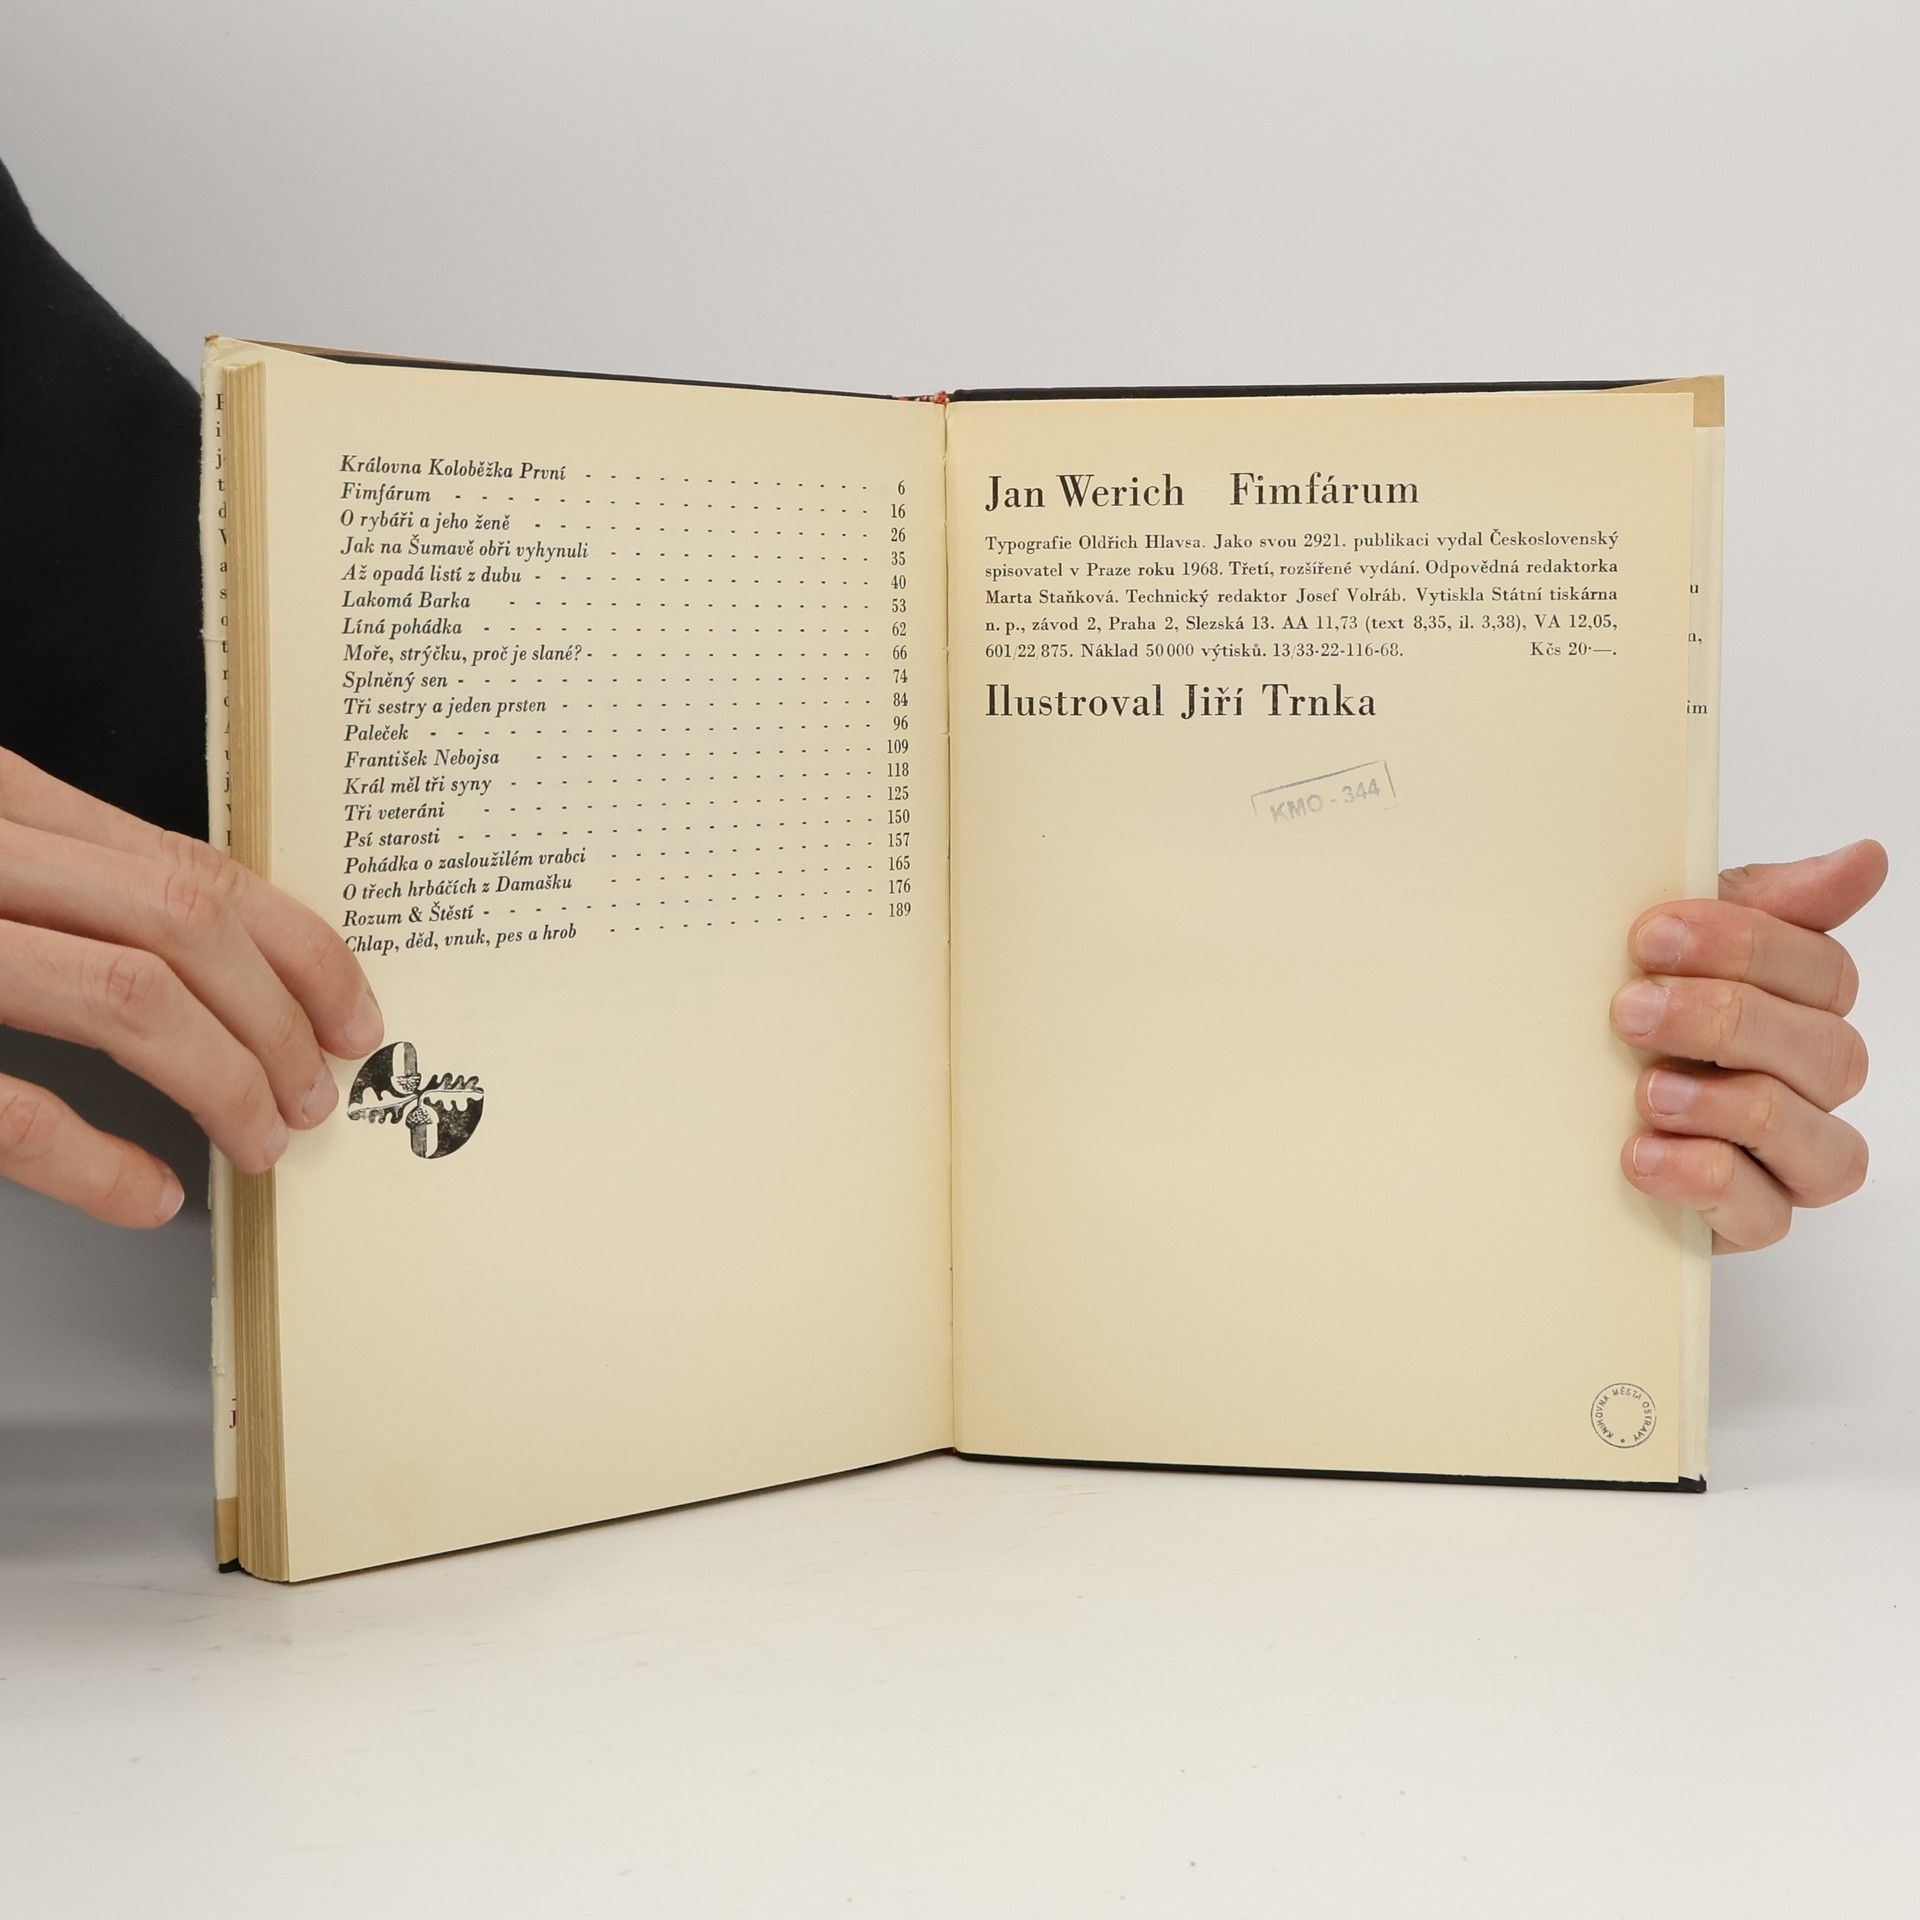 Královna Koloběžka První - - - - - - - - - - - - 6
Fimfárum - - - - - - - - - - - - - - - - - 16
O rybáři a jeho ženě - - - - - - - - - - - - - - 26
Jak na Šumavě obři vyhynuli - - - - - - - - - - - 35
Až opadá listí z dubu - - - - - - - - - - - - - - 40
Lakomá Barka - - - - - - - - - - - - - - - 53
Líná pohádka - - - - - - - - - - - - - - - - 62
Moře, strýčku, proč je slané? - - - - - - - - - - - - 66
Splněný sen - - - - - - - - - - - - - - - - - 74
Tři sestry a jeden prsten - - - - - - - - - - - - - 84
Paleček - - - - - - - - - - - - - - - - - - 96
František Nebojsa - - - - - - - - - - - - - - 109
Král měl tři syny - - - - - - - - - - - - - - - 118
Tři veteráni - - - - - - - - - - - - - - - - 125
Psí starosti - - - - - - - - - - - - - - - - - 150
Pohádka o zasloužilém vrabci - - - - - - - - - - - 157
O třech hrbáčích z Damašku - - - - - - - - - - - 165
Rozum & Štěstí - - - - - - - - - - - - - - - - 176
Chlap, děd, vnuk, pes a hrob - - - - - - - - - - - 189
Jan Werich Fimfárum
Typografie Oldřich Hlavsa. Jako svou 2921. publikaci vydal Československý
spisovatel v Praze roku 1968. Třetí, rozšířené vydání. Odpovědná redaktorka
Marta Staňková. Technický redaktor Josef Volráb. Vytiskla Státní tiskárna
n. p., závod 2, Praha 2, Slezská 13. AA 11,73 (text 8,35, il. 3,38), VA 12,05,
601/22/875. Náklad 50000 výtisků. 13/33-22-116-68. Kčs 20·—.
Ilustroval Jiří Trnka
KMO - 344
KNIHOVNA MĚSTA OSTRAVY